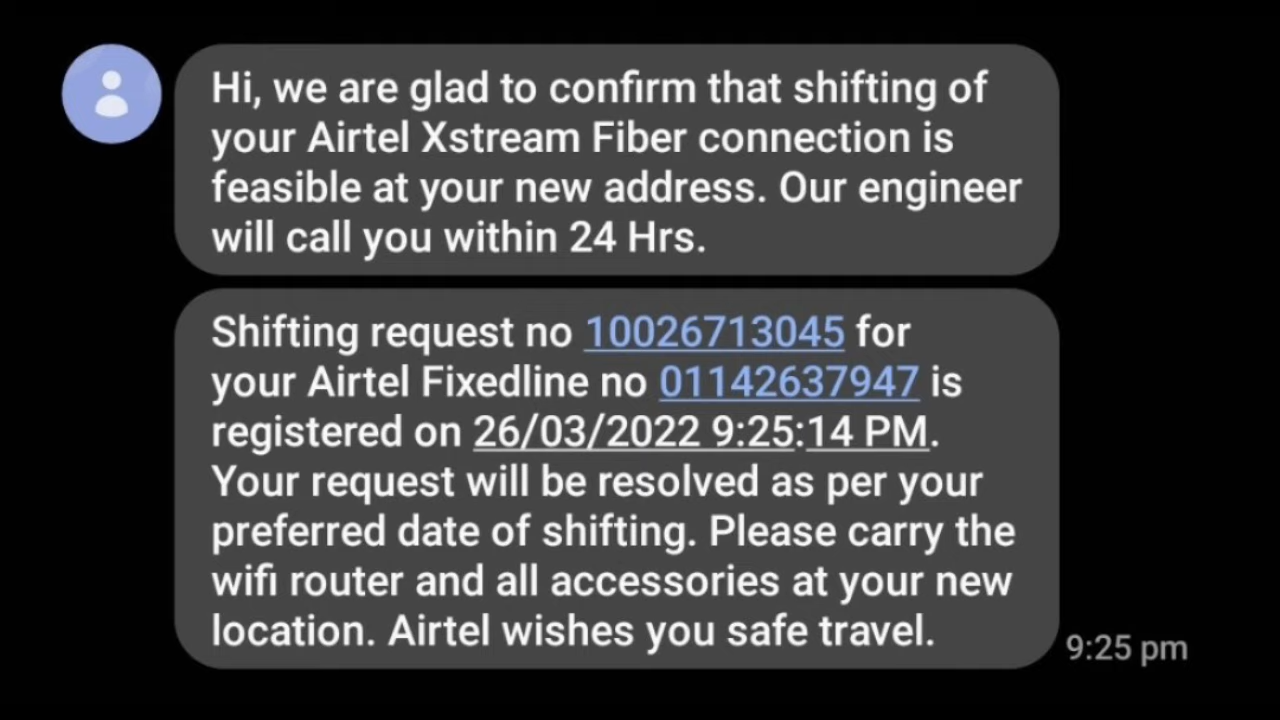 Hi, we are glad to confirm that shifting of
your Airtel Xstream Fiber connection is
feasible at your new address. Our engineer
will call you within 24 Hrs.
Shifting request no 10026713045 for
your Airtel Fixedline no 01142637947 is
registered on 26/03/2022 9:25:14 PM.
Your request will be resolved as per your
preferred date of shifting. Please carry the
wifi router and all accessories at your new
location. Airtel wishes you safe travel.
9:25 pm